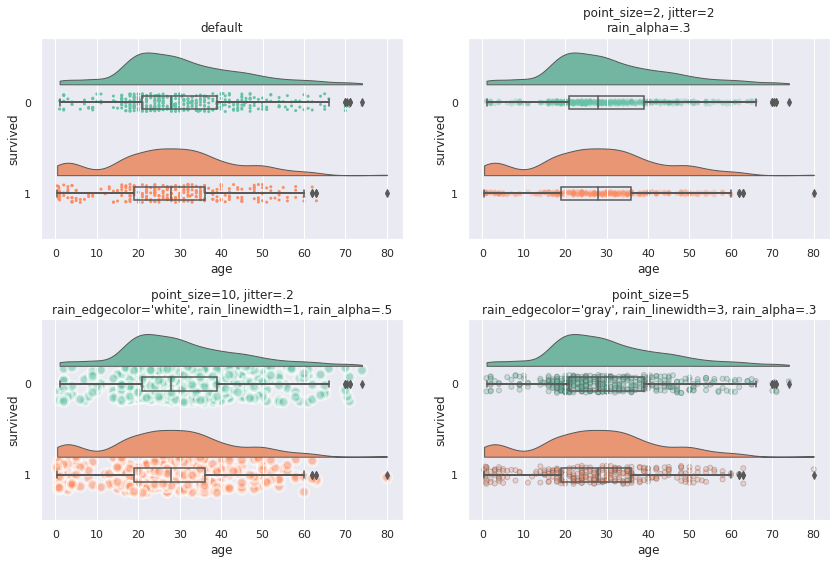 default
survived
0
1
0 10 20 30 40 50 60 70 80
age
point_size=2, jitter=2
rain_alpha=.3
survived
0
1
0 10 20 30 40 50 60 70 80
age
point_size=10, jitter=.2
rain_edgecolor='white', rain_linewidth=1, rain_alpha=.5
survived
0
1
0 10 20 30 40 50 60 70 80
age
point_size=5
rain_edgecolor='gray', rain_linewidth=3, rain_alpha=.3
survived
0
1
0 10 20 30 40 50 60 70 80
age